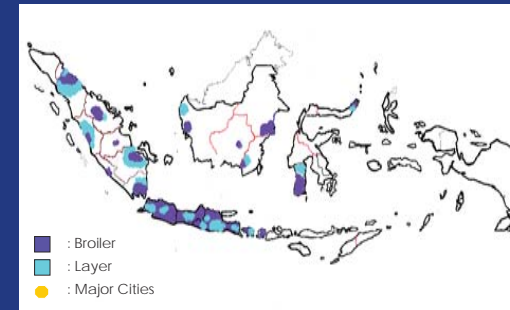 : Broiler
: Layer
: Major Cities